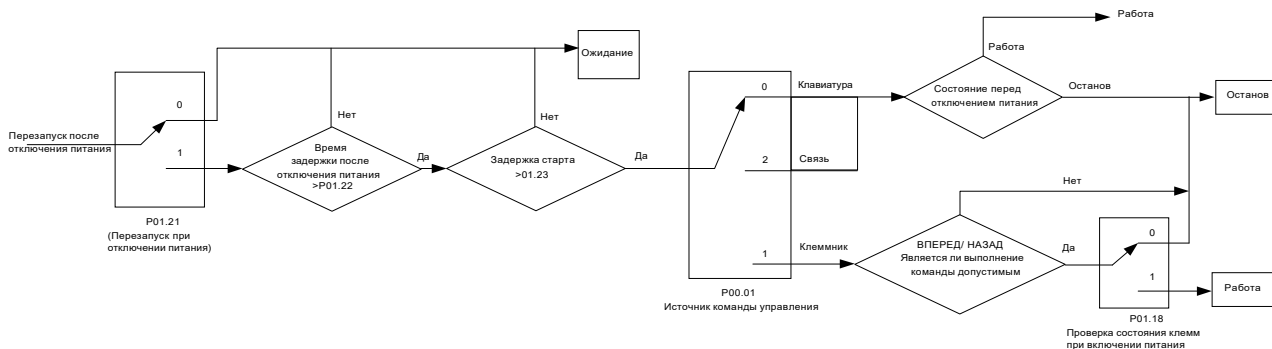 Перезапуск после
отключения питания
0
1
P01.21
(Перезапуск при
отключении питания)
Нет
Время
задержки после
отключения питания
>P01.22
Да
Нет
Задержка старта
>01.23
Да
Ожидание
0
2
1
P00.01
Источник команды управления
Клавиатура
Связь
Клеммник
Работа
Работа
Состояние перед
отключением питания
Останов
Останов
Нет
ВПЕРЕД/ НАЗАД
Является ли выполнение
команды допустимым
Да
0
1
P01.18
Проверка состояния клемм
при включении питания
Работа